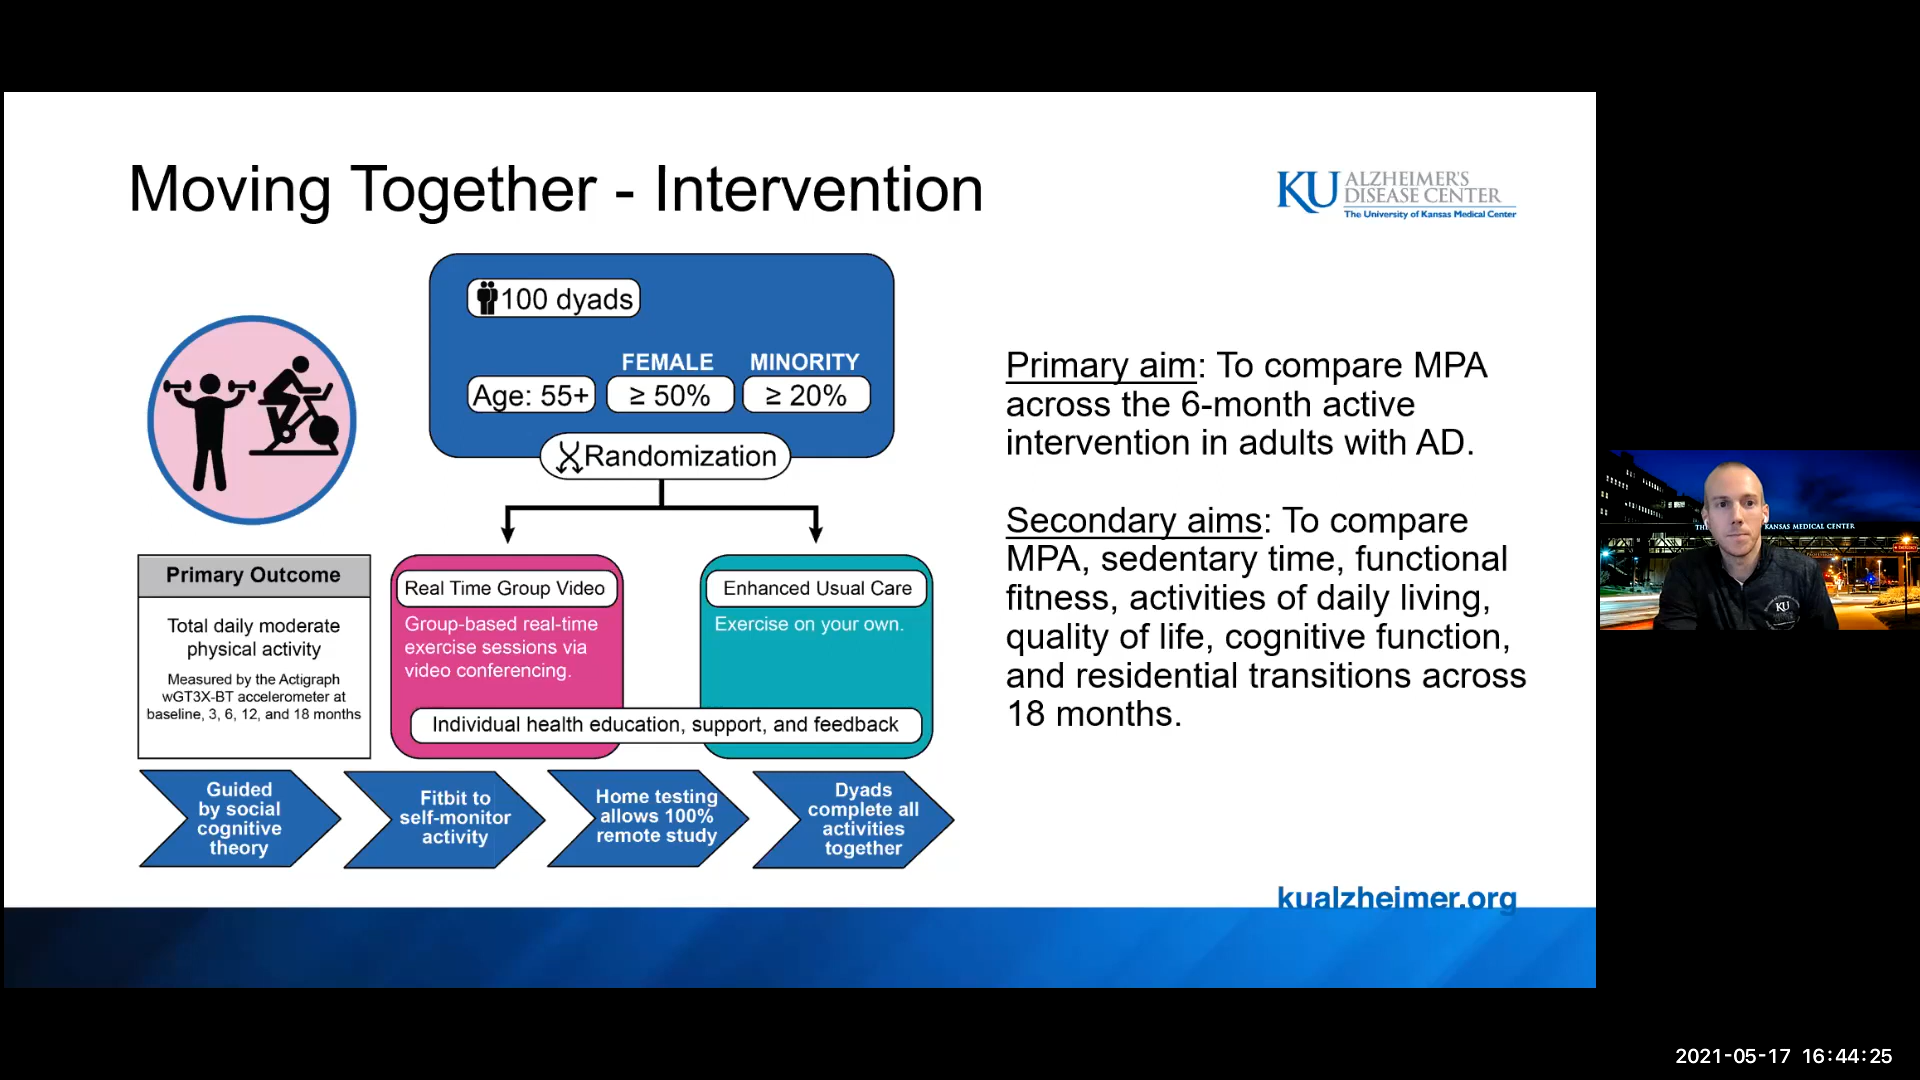 Moving Together - Intervention
KU ALZHEIMER'S
DISEASE CENTER
The University of Kansas Medical Center
100 dyads
FEMALE
MINORITY
Age: 55+
≥ 50%
≥ 20%
Randomization
Primary Outcome
Total daily moderate
physical activity
Measured by the Actigraph
wGT3X-BT accelerometer at
baseline, 3, 6, 12, and 18 months
Real Time Group Video
Group-based real-time
exercise sessions via
video conferencing.
Enhanced Usual Care
Exercise on your own.
Individual health education, support, and feedback
Guided
by social
cognitive
theory
Fitbit to
self-monitor
activity
Home testing
allows 100%
remote study
Dyads
complete all
activities
together
Primary aim: To compare MPA
across the 6-month active
intervention in adults with AD.
Secondary aims: To compare
MPA, sedentary time, functional
fitness, activities of daily living,
quality of life, cognitive function,
and residential transitions across
18 months.
kualzheimer.org
KANSAS MEDICAL CENTER
KU
2021-05-17 16:44:25